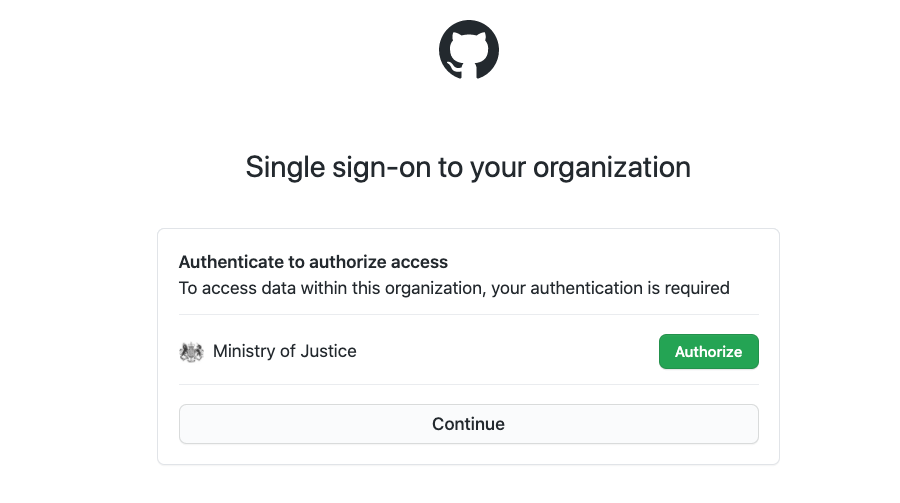 Single sign-on to your organization
Authenticate to authorize access
To access data within this organization, your authentication is required
Ministry of Justice
Authorize
Continue